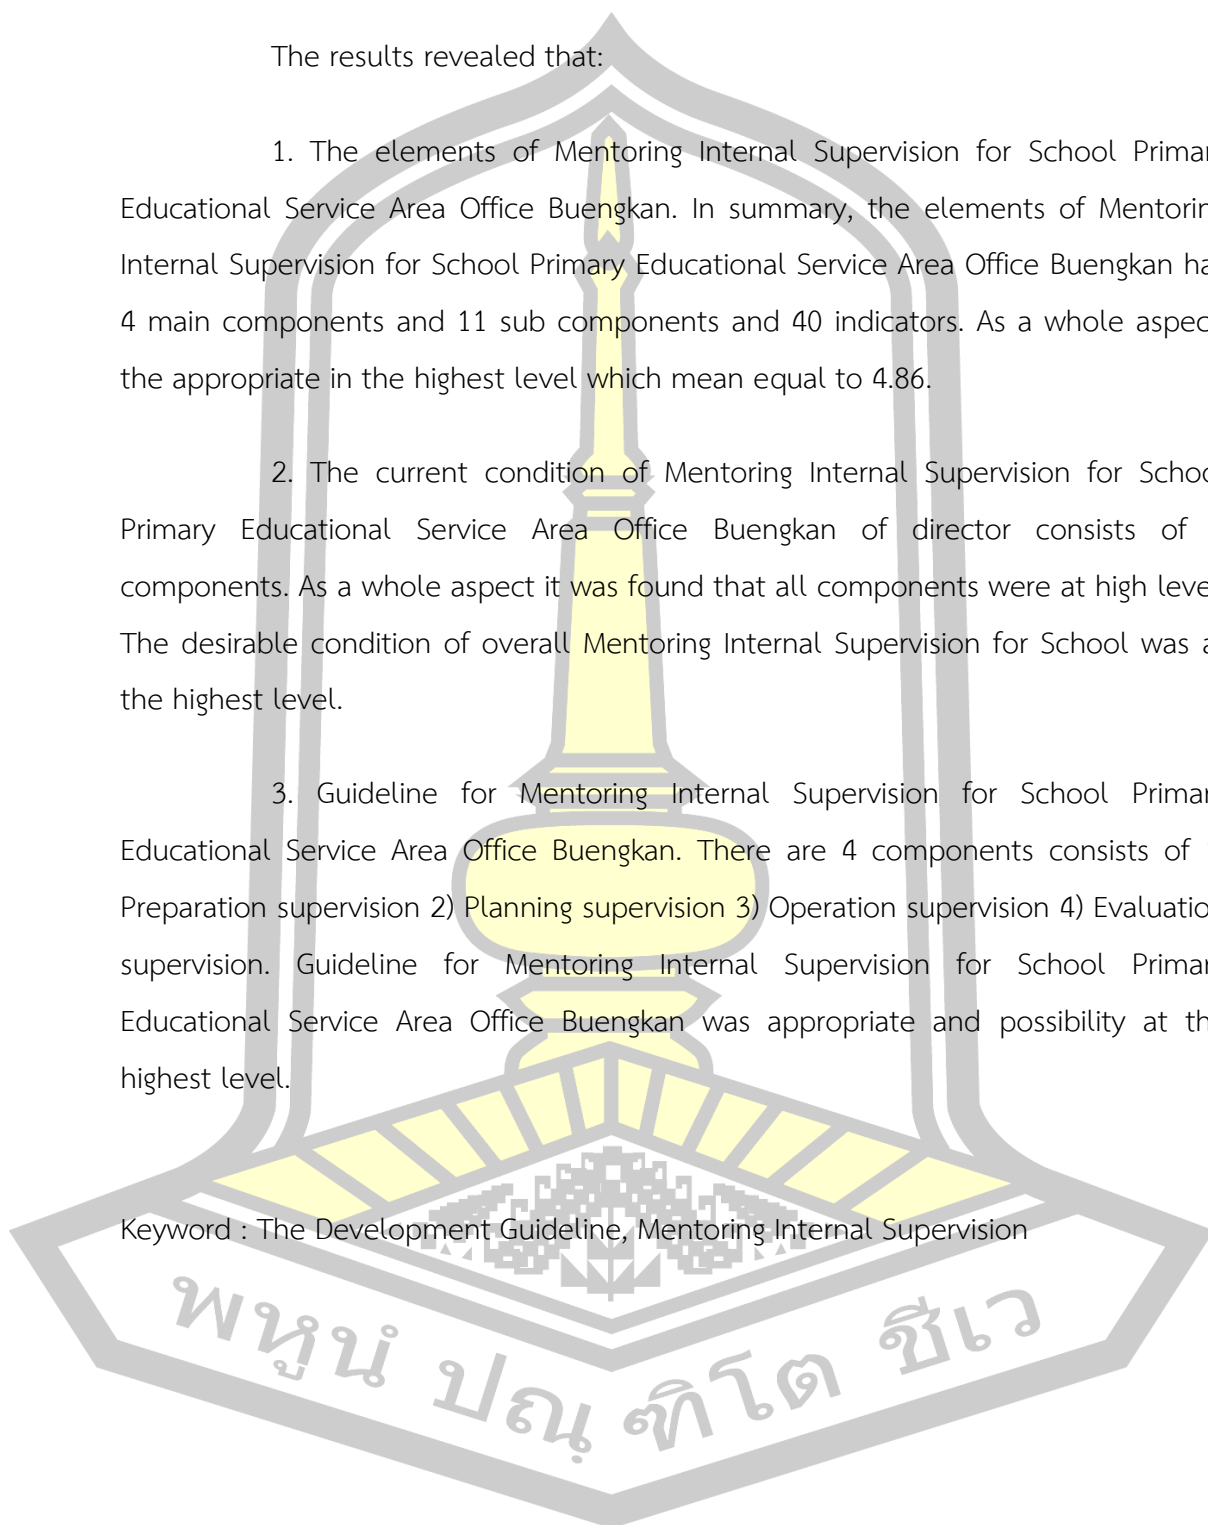 The results revealed that:
1. The elements of Mentoring Internal Supervision for School Primar
Educational Service Area Office Buengkan. In summary, the elements of Mentorin
Internal Supervision for School Primary Educational Service Area Office Buengkan ha
4 main components and 11 sub components and 40 indicators. As a whole aspec
the appropriate in the highest level which mean equal to 4.86.
2. The current condition of Mentoring Internal Supervision for Schoo
Primary Educational Service Area Office Buengkan of director consists of
components. As a whole aspect it was found that all components were at high leve
The desirable condition of overall Mentoring Internal Supervision for School was a
the highest level.
3. Guideline for Mentoring Internal Supervision for School Primar
Educational Service Area Office Buengkan. There are 4 components consists of
Preparation supervision 2) Planning supervision 3) Operation supervision 4) Evaluatio
supervision. Guideline for Mentoring Internal Supervision for School Primar
Educational Service Area Office Buengkan was appropriate and possibility at th
highest level.
Keyword : The Development Guideline, Mentoring Internal Supervision
พหูนํ ปณฺฑิโต ชีเว